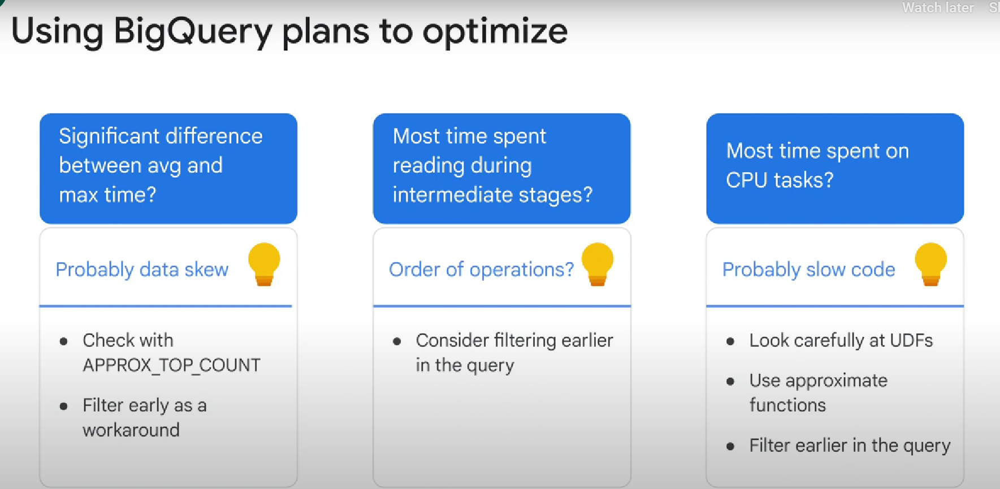 Watch later
Using BigQuery plans to optimize
Significant difference
between avg and
max time?
Probably data skew
• Check with
APPROX_TOP_COUNT
• Filter early as a
workaround
Most time spent
reading during
intermediate stages?
Order of operations?
• Consider filtering earlier
in the query
Most time spent on
CPU tasks?
Probably slow code
• Look carefully at UDFs
• Use approximate
functions
• Filter earlier in the query